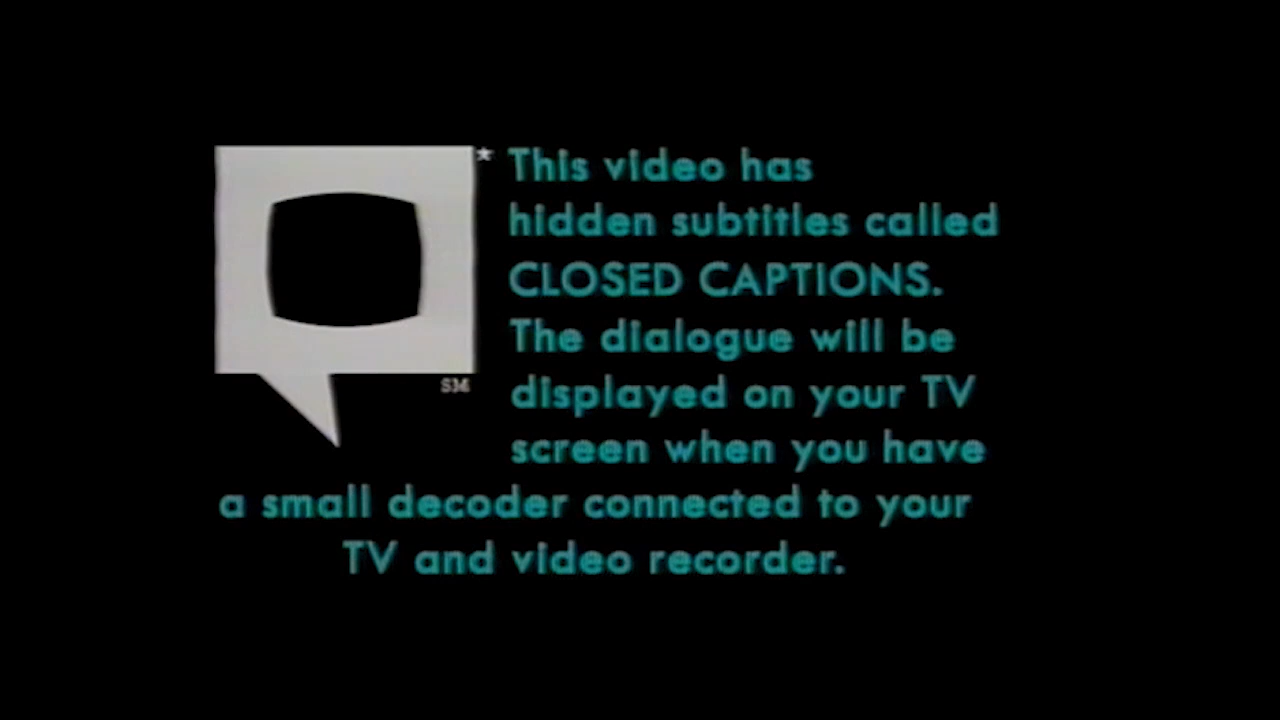 * This video has
hidden subtitles called
CLOSED CAPTIONS.
The dialogue will be
displayed on your TV
SM
screen when you have
a small decoder connected to your
TV and video recorder.